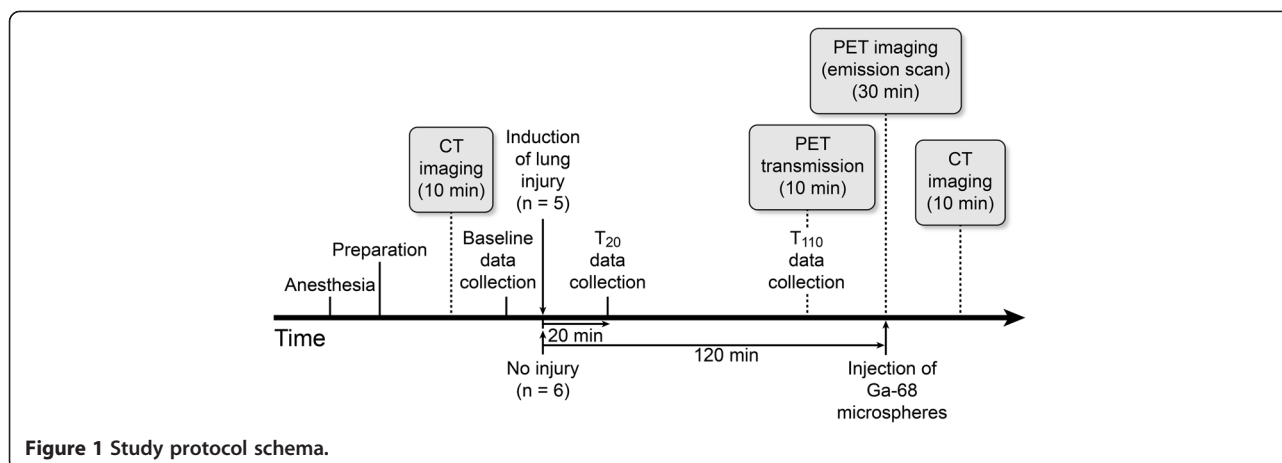 PET imaging
(emission scan)
(30 min)
CT
imaging
(10 min)
Induction
of lung
injury
(n = 5)
PET
transmission
(10 min)
CT
imaging
(10 min)
Anesthesia
Preparation
Baseline
data
collection
T20
data
collection
T110
data
collection
Time
20 min
120 min
No injury
(n = 6)
Injection of
Ga-68
microspheres
Figure 1 Study protocol schema.